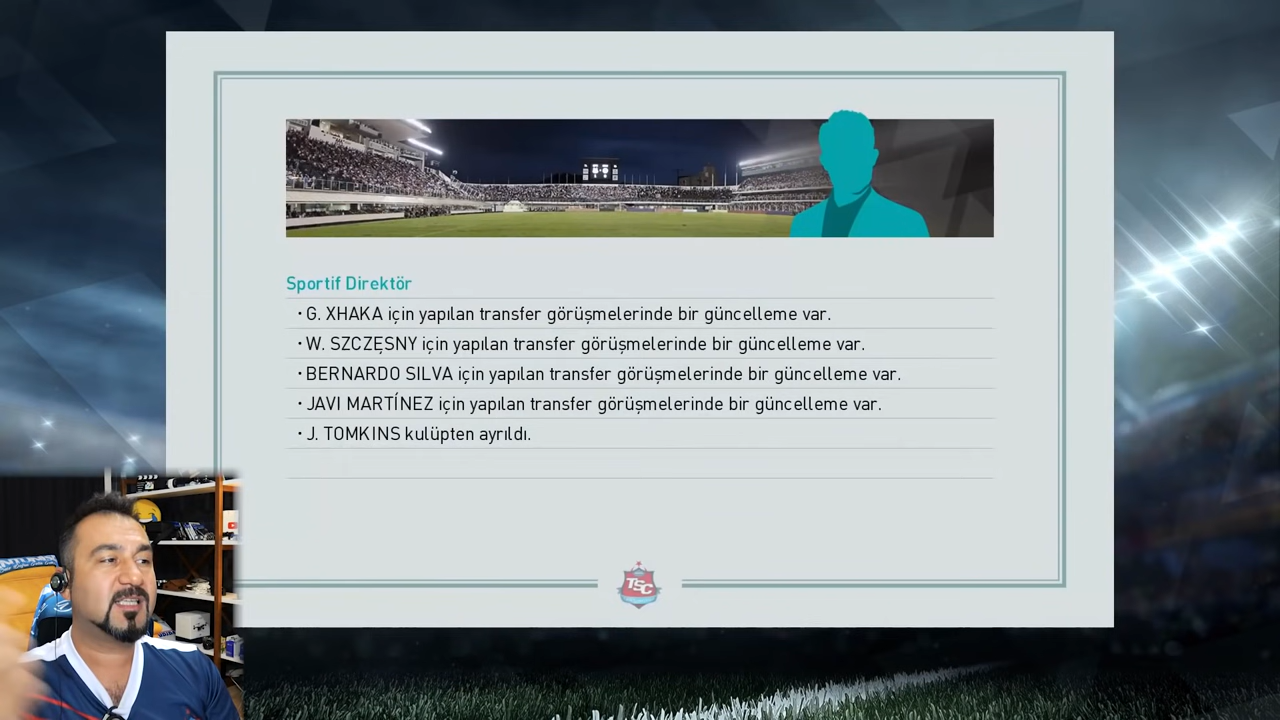 Sportif Direktör
• G. XHAKA için yapılan transfer görüşmelerinde bir güncelleme var.
• W. SZCZĘSNY için yapılan transfer görüşmelerinde bir güncelleme var.
• BERNARDO SILVA için yapılan transfer görüşmelerinde bir güncelleme var.
• JAVI MARTÍNEZ için yapılan transfer görüşmelerinde bir güncelleme var.
• J. TOMKINS kulüpten ayrıldı.
TSC